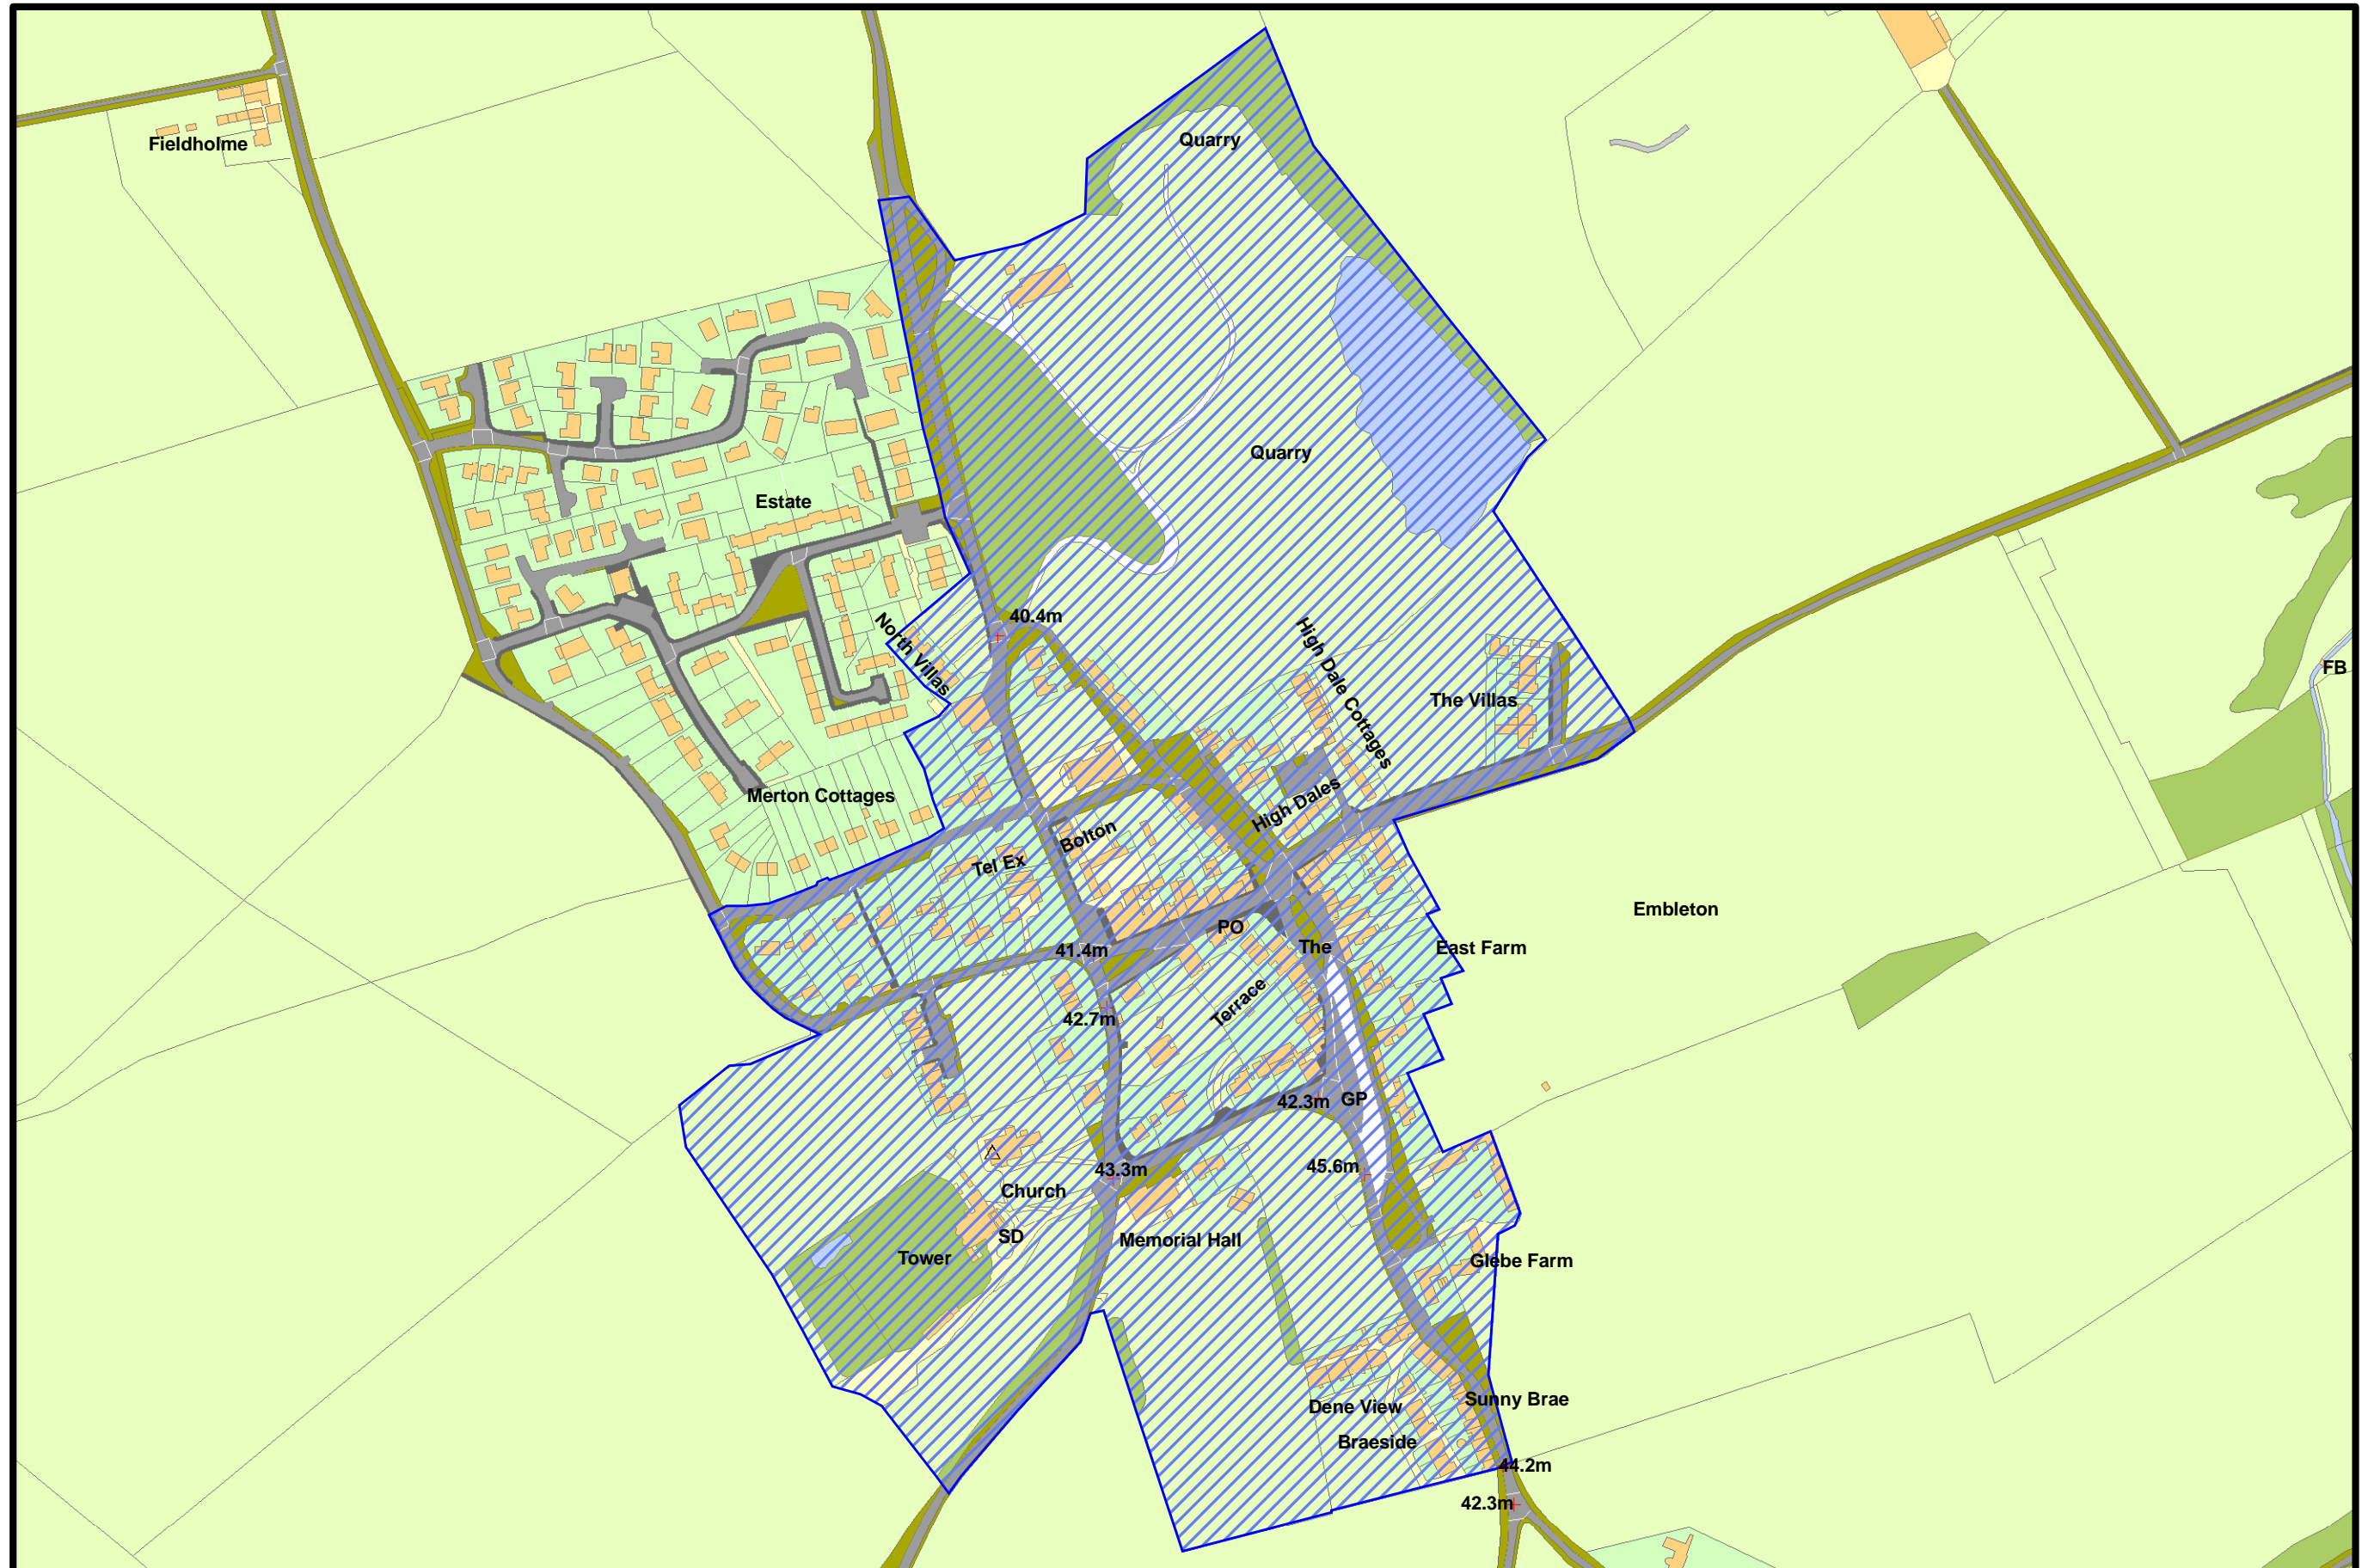 Quarry
Fieldholme
Quarry
Estate
40.4m
North Villas
High Dale Cottages
FB
The Villas
Merton Cottages
High Dales
Bolton
Tel Ex
Embleton
PO
41.4m
The
East Farm
Terrace
42.7m
42.3m
GP
43.3m
45.6m
Church
SD
Memorial Hall
Tower
Glebe Farm
Sunny Brae
Dene View
Braeside
44.2m
42.3m